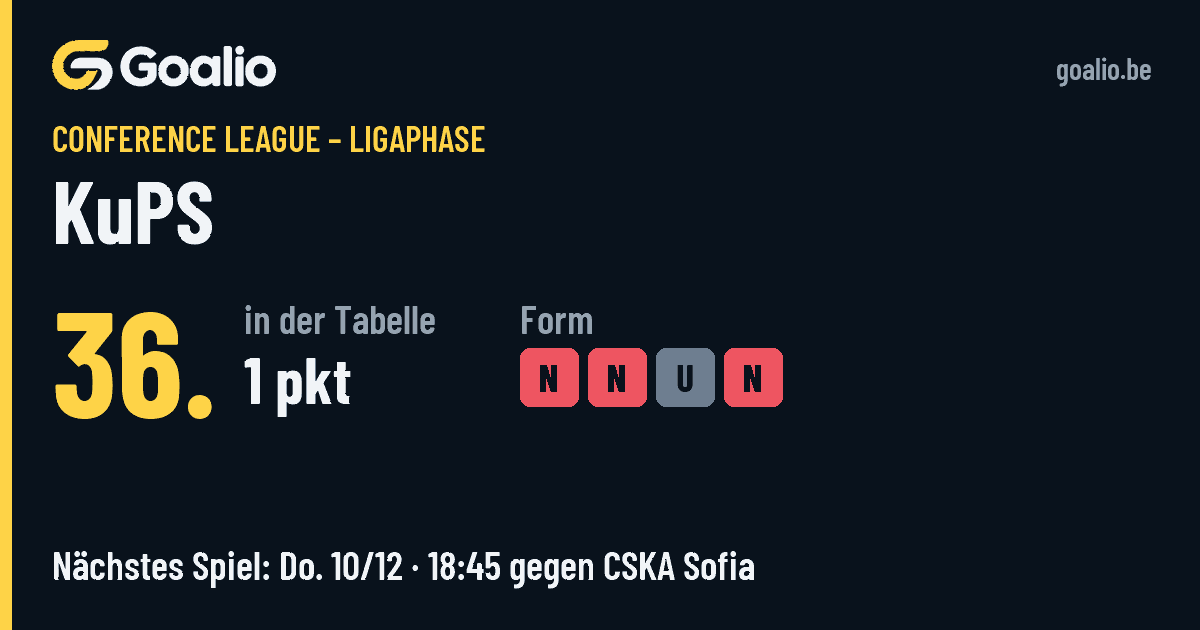 Goalio
goalio.be
CONFERENCE LEAGUE – LIGAPHASE
KuPS
36.
in der Tabelle
1 pkt
Form
N N U N
Nächstes Spiel: Do. 10/12 · 18:45 gegen CSKA Sofia